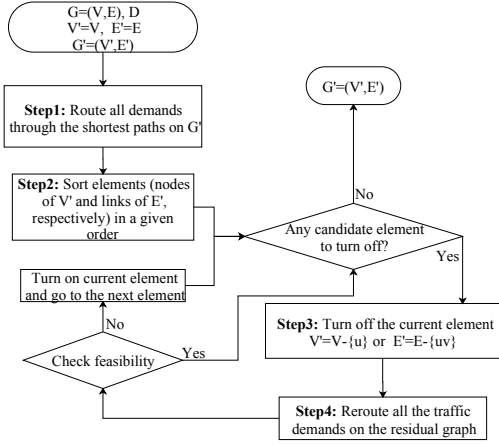 G=(V,E), D
V'=V, E'=E
G'=(V',E')
Step1: Route all demands
through the shortest paths on G'
Step2: Sort elements (nodes
of V' and links of E',
respectively) in a given
order
Turn on current element
and go to the next element
No
Check feasibility
Yes
G'=(V',E')
No
Any candidate element
to turn off?
Yes
Step3: Turn off the current element
V'=V-{u} or E'=E-{uv}
Step4: Reroute all the traffic
demands on the residual graph